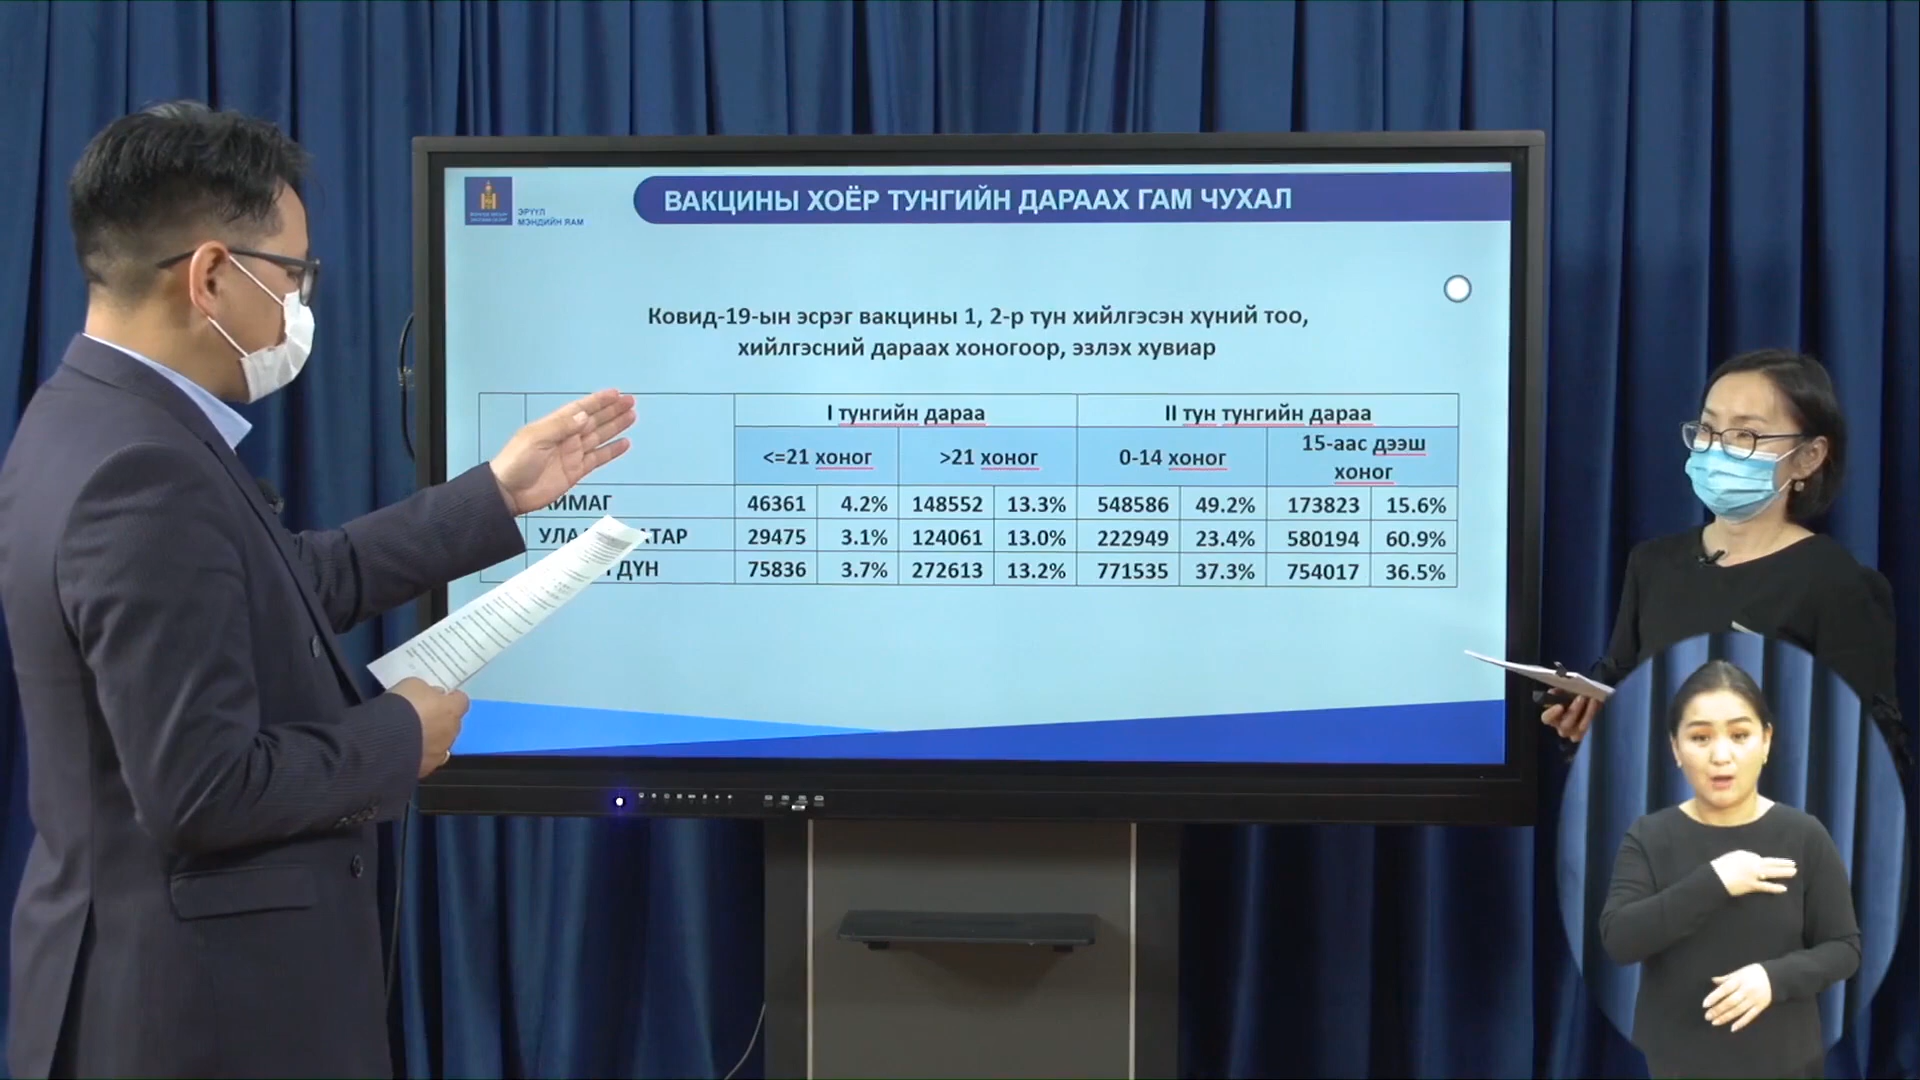 ЭРҮҮЛ
МЭНДИЙН ЯАМ
ВАКЦИНЫ ХОЁР ТУНГИЙН ДАРААХ ГАМ ЧУХАЛ
Ковид-19-ын эсрэг вакцины 1, 2-р тун хийлгэсэн хүний тоо,
хийлгэсний дараах хоногоор, эзлэх хувиар
I тунгийн дараа II тун тунгийн дараа
<=21 хоног >21 хоног 0-14 хоног 15-аас дээш
хоног
46361 4.2% 148552 13.3% 548586 49.2% 173823 15.6%
29475 3.1% 124061 13.0% 222949 23.4% 580194 60.9%
ДҮН 75836 3.7% 272613 13.2% 771535 37.3% 754017 36.5%